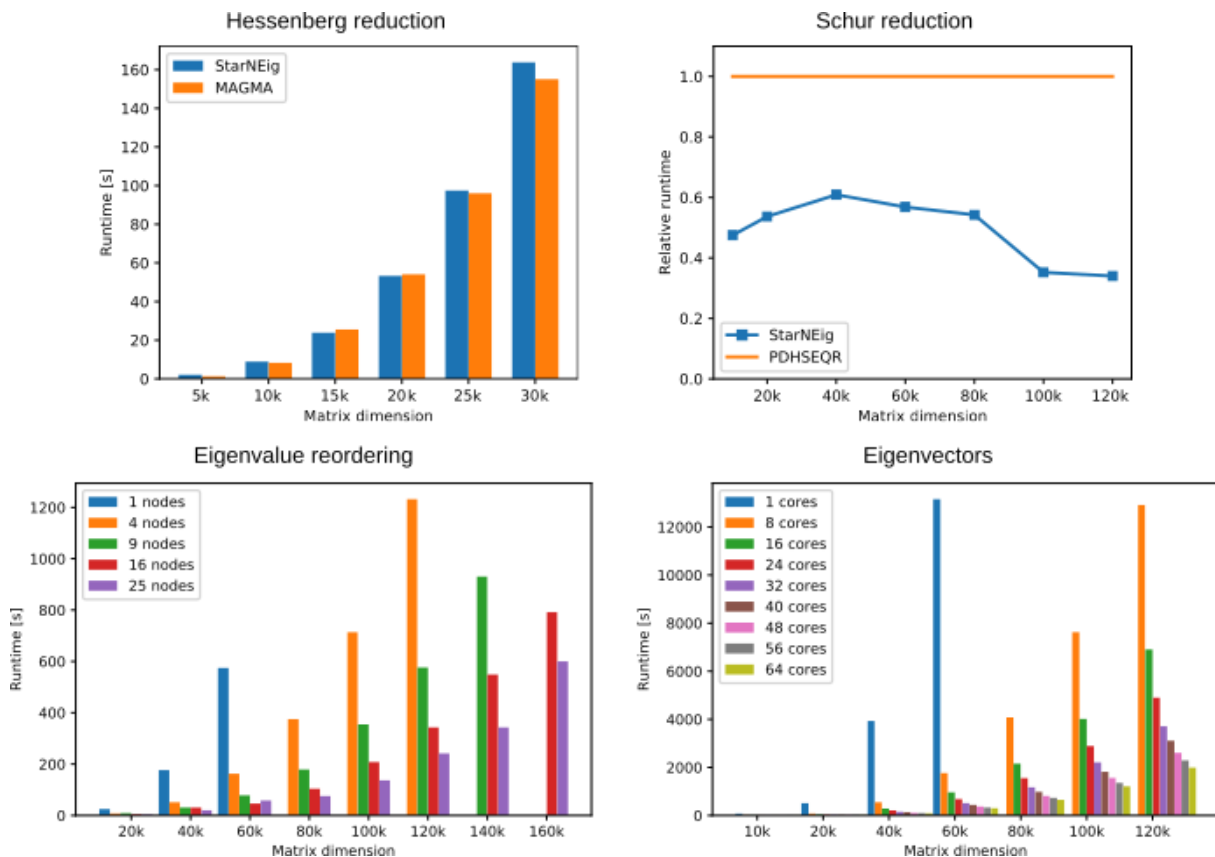 Hessenberg reduction
StarNEig
MAGMA
160
140
120
100
80
60
40
20
0
Runtime [s]
5k 10k 15k 20k 25k 30k
Matrix dimension
Schur reduction
1.0
0.8
0.6
0.4
0.2
0.0
Relative runtime
StarNEig
PDHSEQR
20k 40k 60k 80k 100k 120k
Matrix dimension
Eigenvalue reordering
1 nodes
4 nodes
9 nodes
16 nodes
25 nodes
1200
1000
800
600
400
200
0
Runtime [s]
20k 40k 60k 80k 100k 120k 140k 160k
Matrix dimension
Eigenvectors
1 cores
8 cores
16 cores
24 cores
32 cores
40 cores
48 cores
56 cores
64 cores
12000
10000
8000
6000
4000
2000
0
Runtime [s]
10k 20k 40k 60k 80k 100k 120k
Matrix dimension